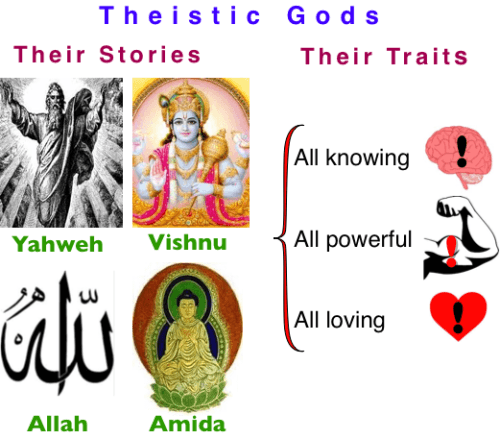 Theistic Gods
Their Stories
Their Traits
Yahweh
Vishnu
الله
Allah
Amida
All knowing
All powerful
All loving